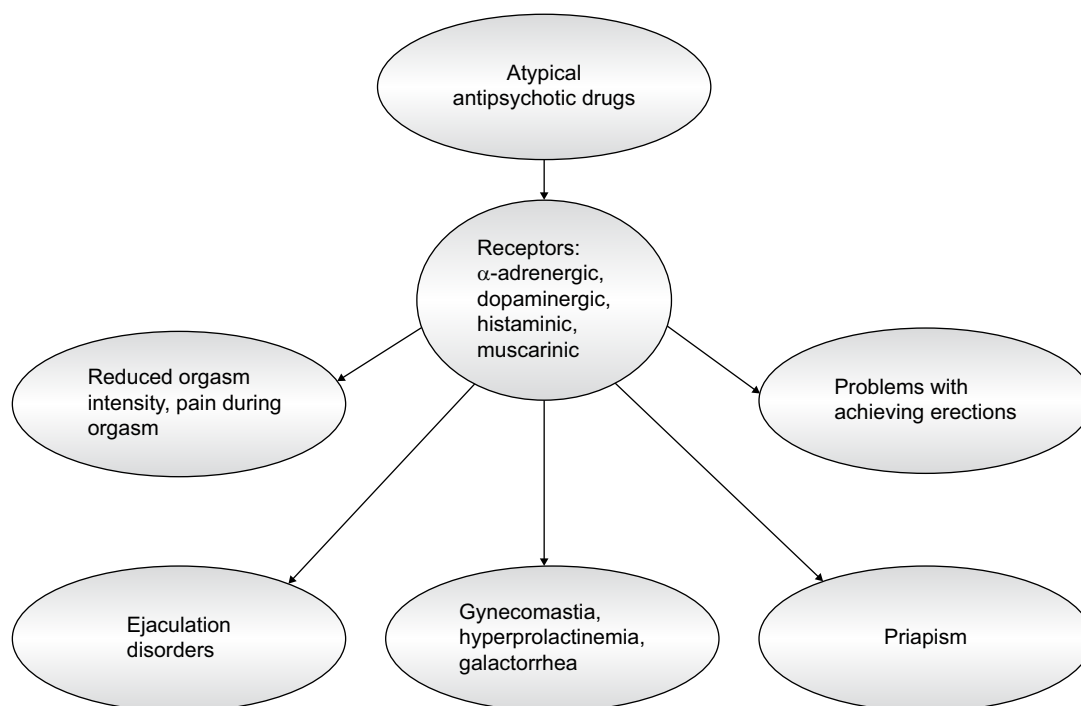 Atypical
antipsychotic drugs
Receptors:
α-adrenergic,
dopaminergic,
histaminic,
muscarinic
Reduced orgasm
intensity, pain during
orgasm
Problems with
achieving erections
Ejaculation
disorders
Gynecomastia,
hyperprolactinemia,
galactorrhea
Priapism